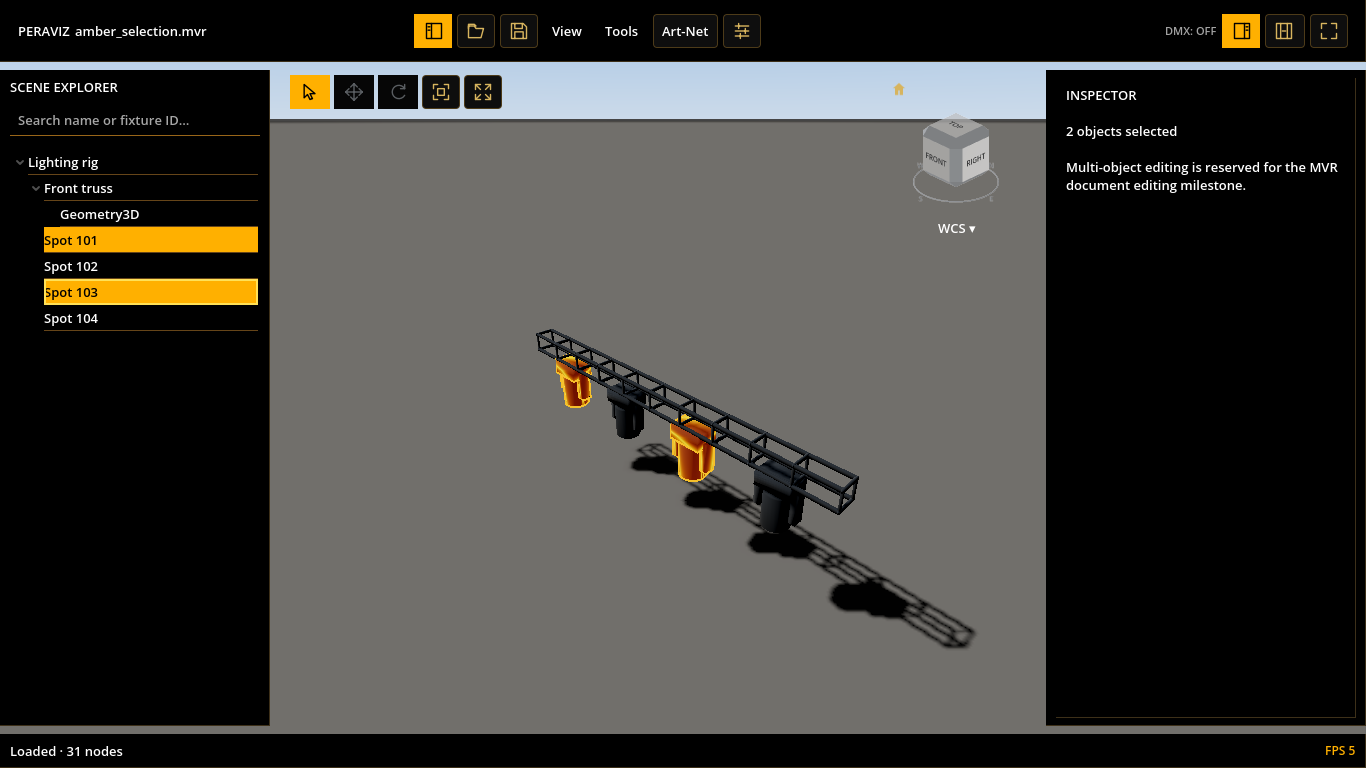 PERAVIZ amber_selection.mvr
View
Tools
Art-Net
DMX: OFF
SCENE EXPLORER
Search name or fixture ID...
Lighting rig
Front truss
Geometry3D
Spot 101
Spot 102
Spot 103
Spot 104
TOP
FRONT
RIGHT
S
E
WCS ▾
INSPECTOR
2 objects selected
Multi-object editing is reserved for the MVR
document editing milestone.
Loaded · 31 nodes
FPS 5